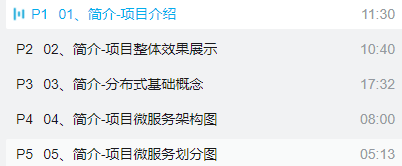 P1 01、简介-项目介绍 11:30
P2 02、简介-项目整体效果展示 10:40
P3 03、简介-分布式基础概念 17:32
P4 04、简介-项目微服务架构图 08:00
P5 05、简介-项目微服务划分图 05:13